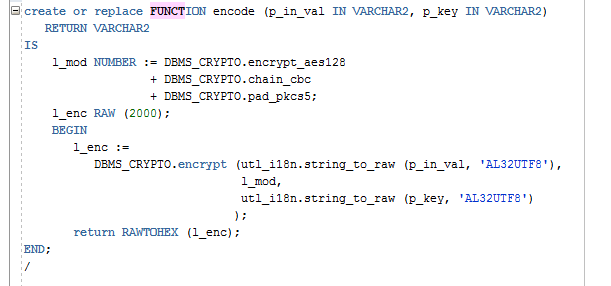 create or replace FUNCTION encode (p_in_val IN VARCHAR2, p_key IN VARCHAR2)
RETURN VARCHAR2
IS
l_mod NUMBER := DBMS_CRYPTO.encrypt_aes128
+ DBMS_CRYPTO.chain_cbc
+ DBMS_CRYPTO.pad_pkcs5;
l_enc RAW (2000);
BEGIN
l_enc :=
DBMS_CRYPTO.encrypt (utl_i18n.string_to_raw (p_in_val, 'AL32UTF8'),
l_mod,
utl_i18n.string_to_raw (p_key, 'AL32UTF8')
);
return RAWTOHEX (l_enc);
END;
/